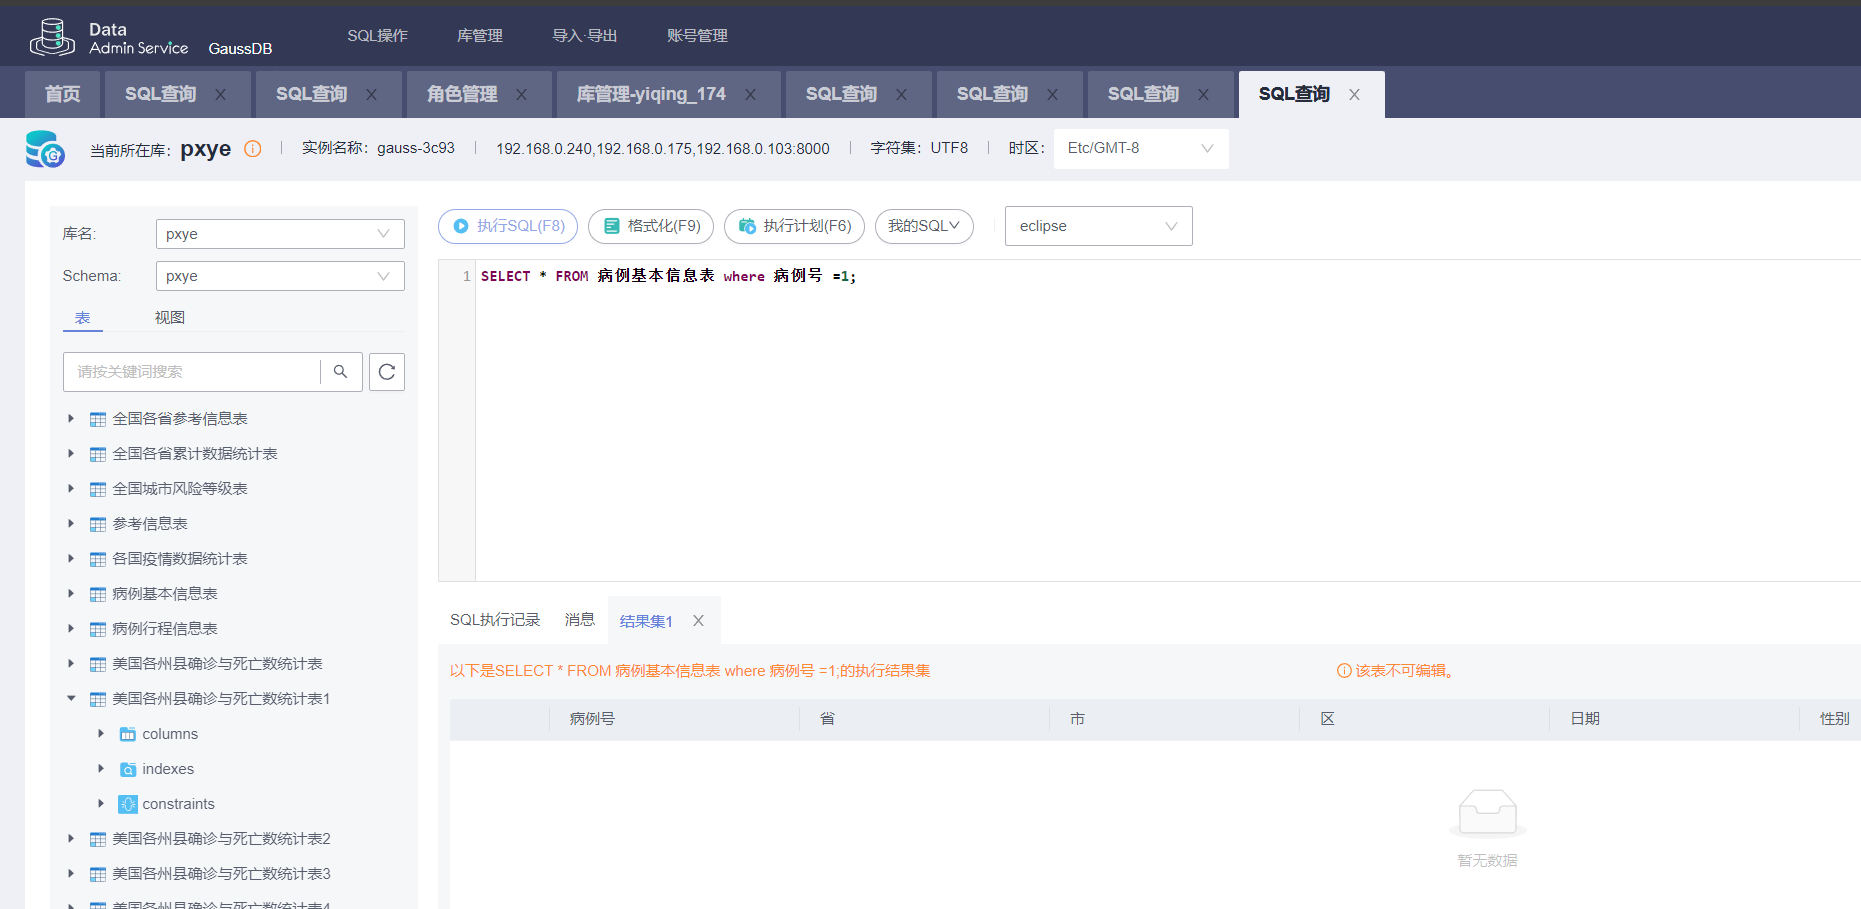 Data
Admin Service GaussDB SQL操作 库管理 导入·导出 账号管理
首页 SQL查询 SQL查询 角色管理 库管理-yiqing_174 SQL查询 SQL查询 SQL查询 SQL查询
当前所在库: pxye 实例名称: gauss-3c93 192.168.0.240,192.168.0.175,192.168.0.103:8000 字符集: UTF8 时区: Etc/GMT-8
库名: pxye
Schema: pxye
表 视图
请按关键词搜索
全国各省参考信息表
全国各省累计数据统计表
全国城市风险等级表
参考信息表
各国疫情数据统计表
病例基本信息表
病例行程信息表
美国各州县确诊与死亡数统计表
美国各州县确诊与死亡数统计表1
columns
indexes
constraints
美国各州县确诊与死亡数统计表2
美国各州县确诊与死亡数统计表3
美国各州县确诊与死亡数统计表4
执行SQL(F8) 格式化(F9) 执行计划(F6) 我的SQL eclipse
1 SELECT * FROM 病例基本信息表 where 病例号 =1;
SQL执行记录 消息 结果集1
以下是SELECT * FROM 病例基本信息表 where 病例号 =1;的执行结果集 该表不可编辑。
病例号 省 市 区 日期 性别
暂无数据